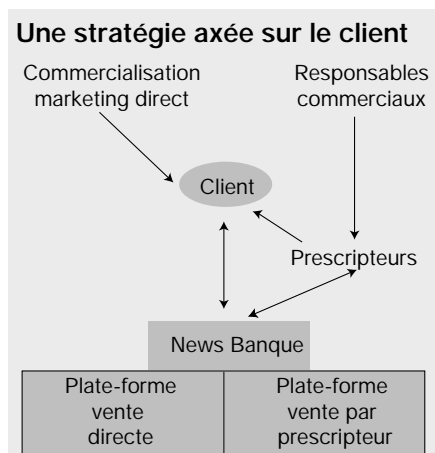 Une stratégie axée sur le client
Commercialisation
marketing direct
Responsables
commerciaux
Client
Prescripteurs
News Banque
Plate-forme
vente
directe
Plate-forme
vente par
prescripteur